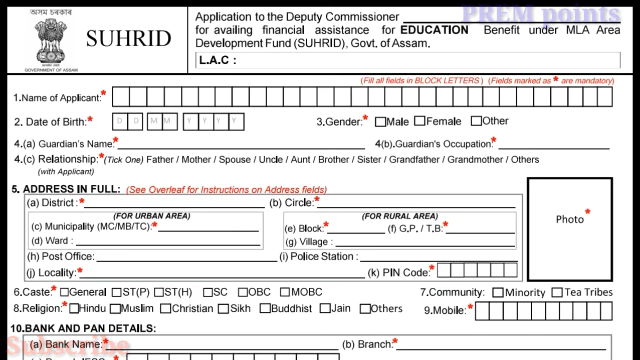 PREM points
অসম চৰকাৰ
GOVERNMENT OF ASSAM
SUHRID
Application to the Deputy Commissioner
for availing financial assistance for EDUCATION Benefit under MLA Area
Development Fund (SUHRID), Govt. of Assam.
L.A.C :
(Fill all fields in BLOCK LETTERS) (Fields marked as * are mandatory)
1.Name of Applicant:*
2. Date of Birth:* D D M M Y Y Y Y 3.Gender:* Male Female Other
4.(a) Guardian's Name:* 4(b).Guardian's Occupation:*
4.(c) Relationship:*(Tick One) Father / Mother / Spouse / Uncle / Aunt / Brother / Sister / Grandfather / Grandmother / Others
(with Applicant)
5. ADDRESS IN FULL: (See Overleaf for Instructions on Address fields)
(a) District :* (b) Circle:*
(FOR URBAN AREA) (FOR RURAL AREA)
(c) Municipality (MC/MB/TC):* (e) Block:* (f) G.P. / T.B:*
(d) Ward : (g) Village :
(h) Post Office: (i) Police Station :
(j) Locality:* (k) PIN Code:*
Photo*
6.Caste:* General ST(P) ST(H) SC OBC MOBC 7.Community: Minority Tea Tribes
8.Religion:* Hindu Muslim Christian Sikh Buddhist Jain Others 9.Mobile:*
10.BANK AND PAN DETAILS:
(a) Bank Name:* (b) Branch:*
Subscribe